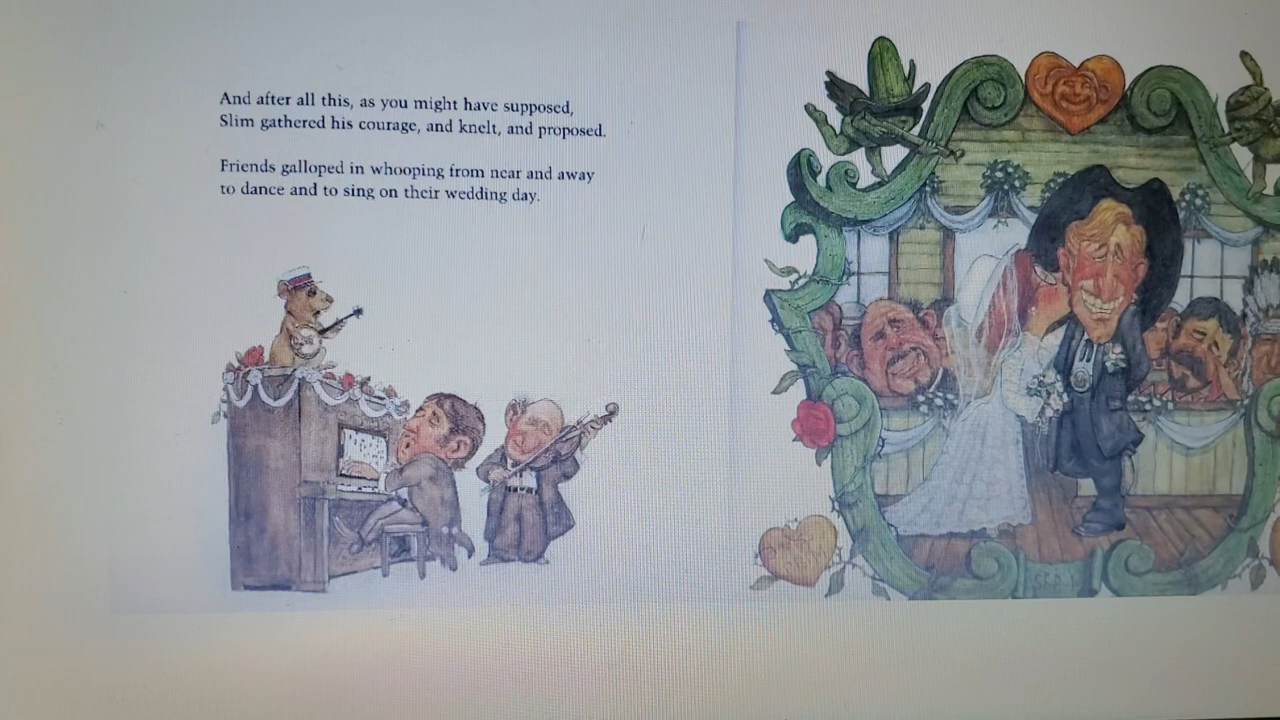 And after all this, as you might have supposed,
Slim gathered his courage, and knelt, and proposed.
Friends galloped in whooping from near and away
to dance and to sing on their wedding day.